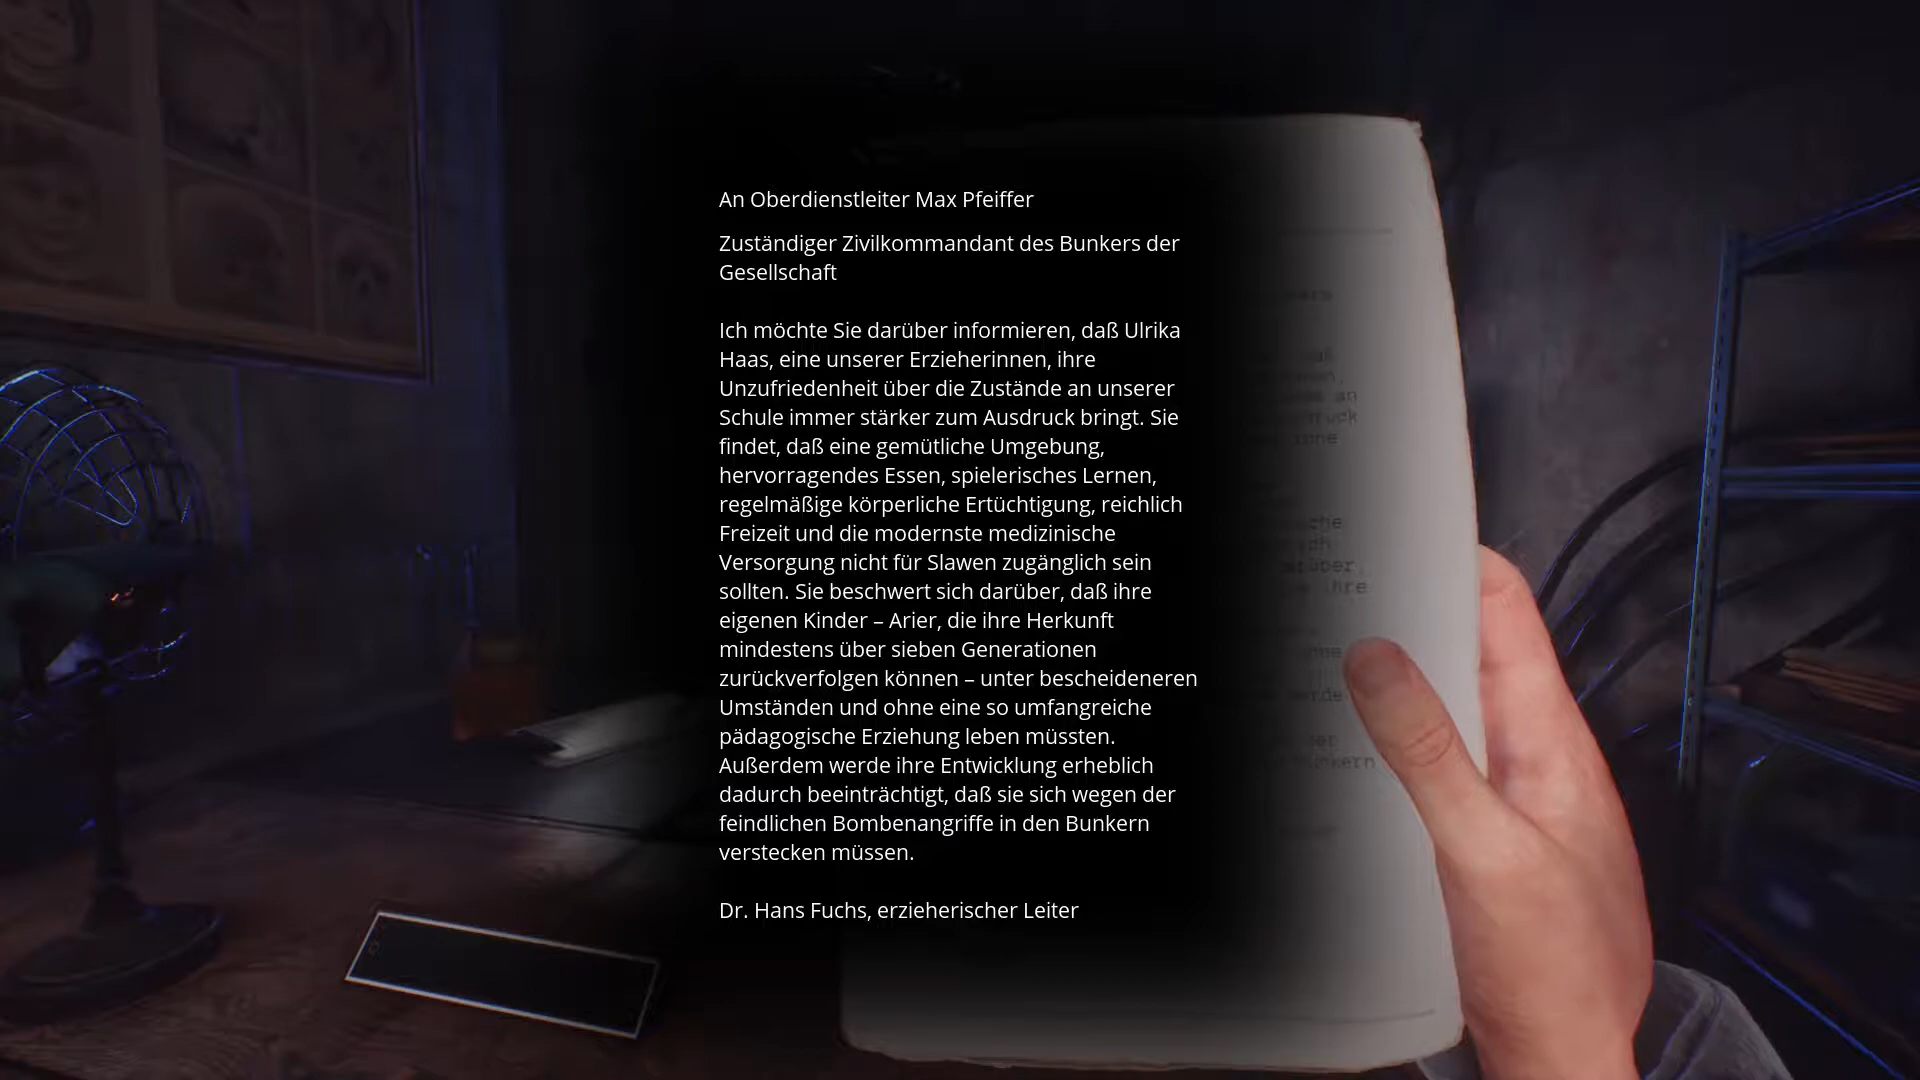 An Oberdienstleiter Max Pfeiffer
Zuständiger Zivilkommandant des Bunkers der
Gesellschaft
Ich möchte Sie darüber informieren, daß Ulrika
Haas, eine unserer Erzieherinnen, ihre
Unzufriedenheit über die Zustände an unserer
Schule immer stärker zum Ausdruck bringt. Sie
findet, daß eine gemütliche Umgebung,
hervorragendes Essen, spielerisches Lernen,
regelmäßige körperliche Ertüchtigung, reichlich
Freizeit und die modernste medizinische
Versorgung nicht für Slawen zugänglich sein
sollten. Sie beschwert sich darüber, daß ihre
eigenen Kinder – Arier, die ihre Herkunft
mindestens über sieben Generationen
zurückverfolgen können – unter bescheideneren
Umständen und ohne eine so umfangreiche
pädagogische Erziehung leben müssten.
Außerdem werde ihre Entwicklung erheblich
dadurch beeinträchtigt, daß sie sich wegen der
feindlichen Bombenangriffe in den Bunkern
verstecken müssen.
Dr. Hans Fuchs, erzieherischer Leiter